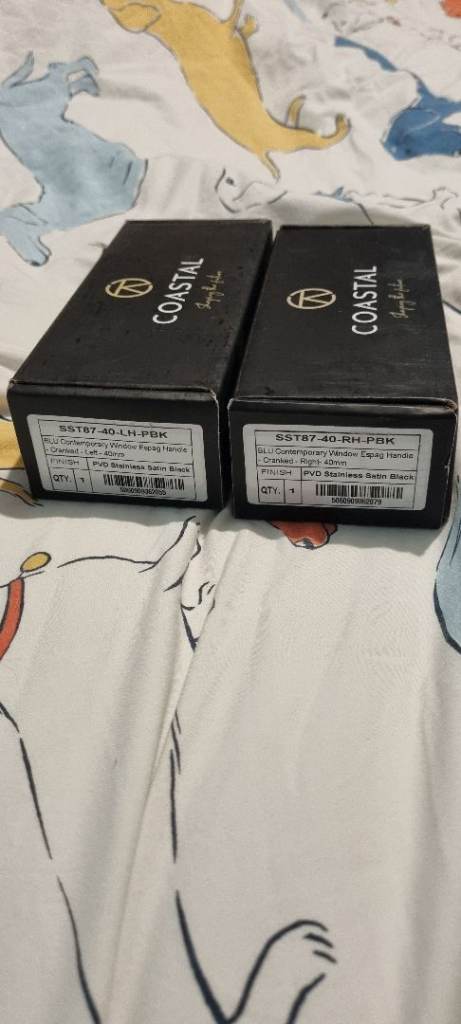 COASTAL
SST87-40-LH-PBK
BLU Contemporary Window Espag Handle
- Cranked - Left - 40mm
FINISH PVD Stainless Satin Black
QTY. 1
COASTAL
SST87-40-RH-PBK
BLU Contemporary Window Espag Handle
- Cranked - Right- 40mm
FINISH PVD Stainless Satin Black
QTY. 1